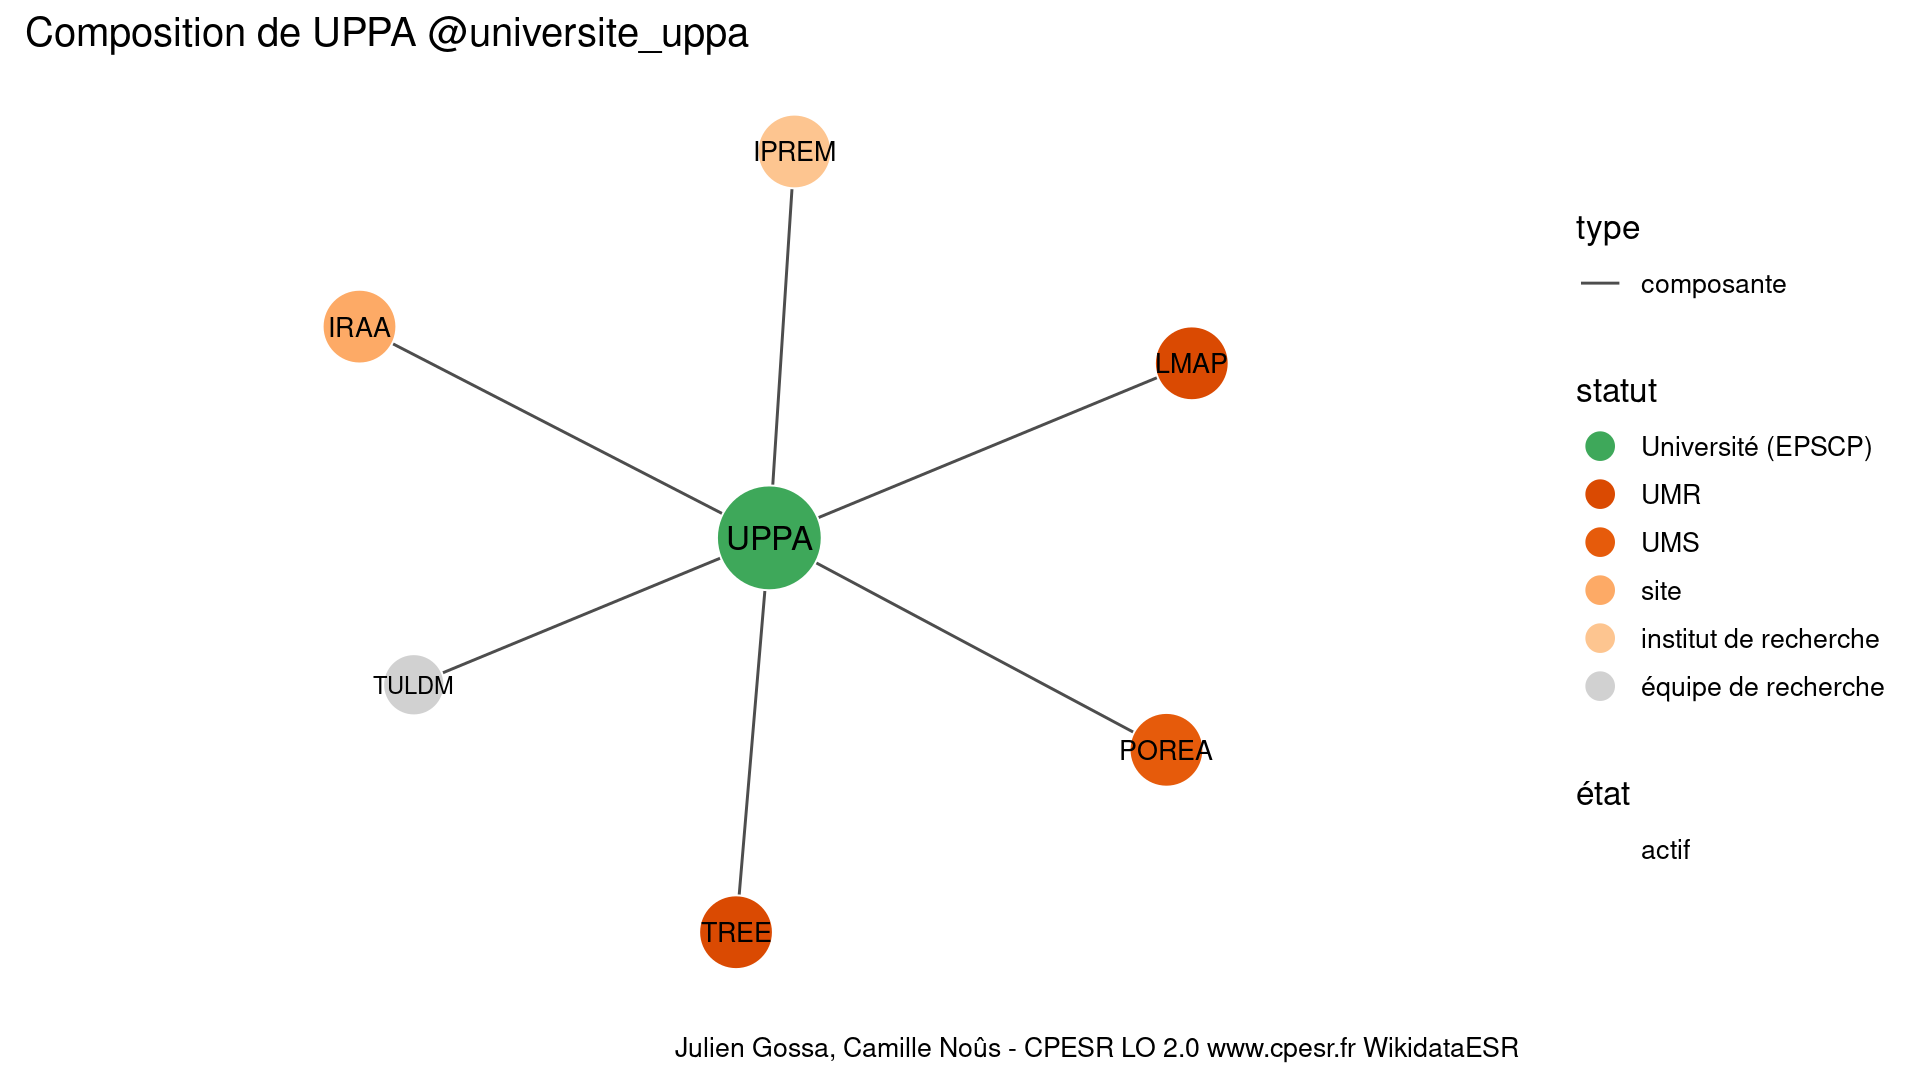 Composition de UPPA @universite_uppa
IPREM
IRAA
LMAP
UPPA
TULDM
POREA
TREE
type
composante
statut
Université (EPSCP)
UMR
UMS
site
institut de recherche
équipe de recherche
état
actif
Julien Gossa, Camille Noûs - CPESR LO 2.0 www.cpesr.fr WikidataESR